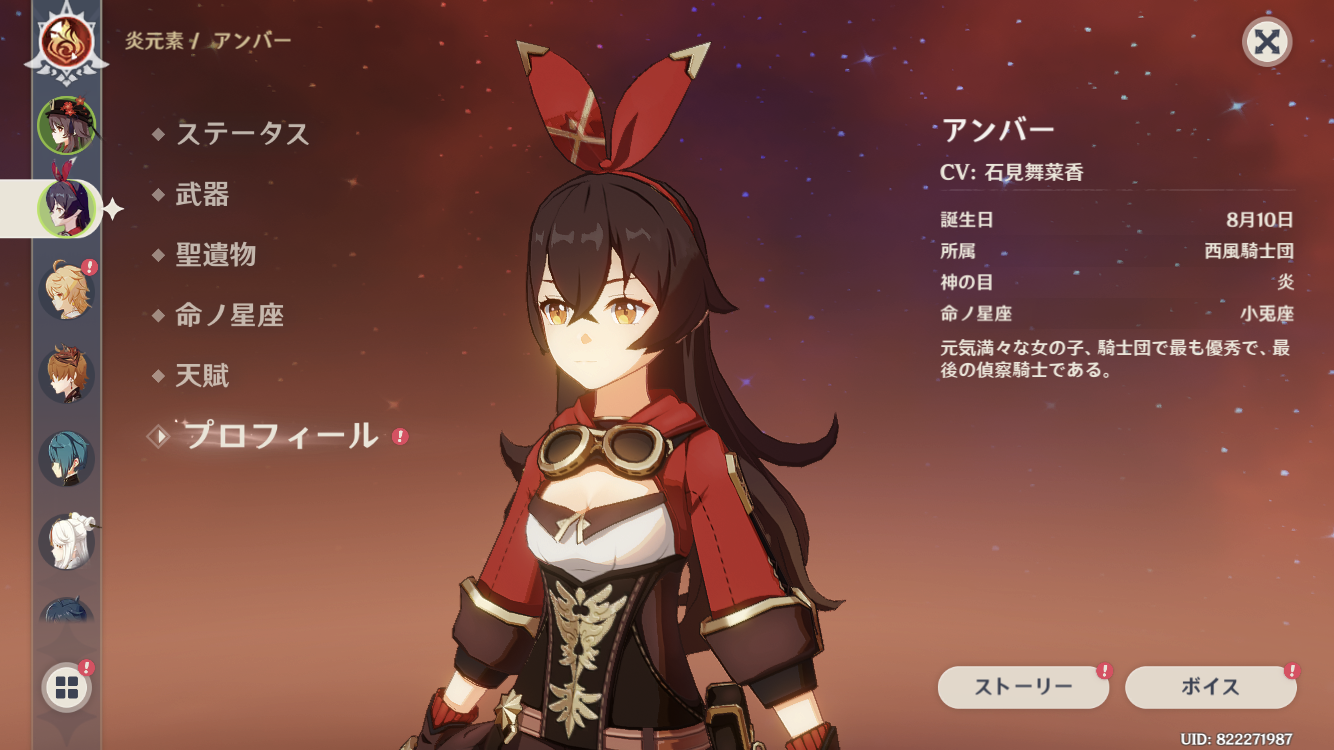 炎元素 / アンバー
ステータス
武器
聖遺物
命ノ星座
天賦
プロフィール
アンバー
CV: 石見舞菜香
誕生日 8月10日
所属 西風騎士団
神の目 炎
命ノ星座 小兎座
元気満々な女の子、騎士団で最も優秀で、最
後の偵察騎士である。
ストーリー
ボイス
UID: 822271987